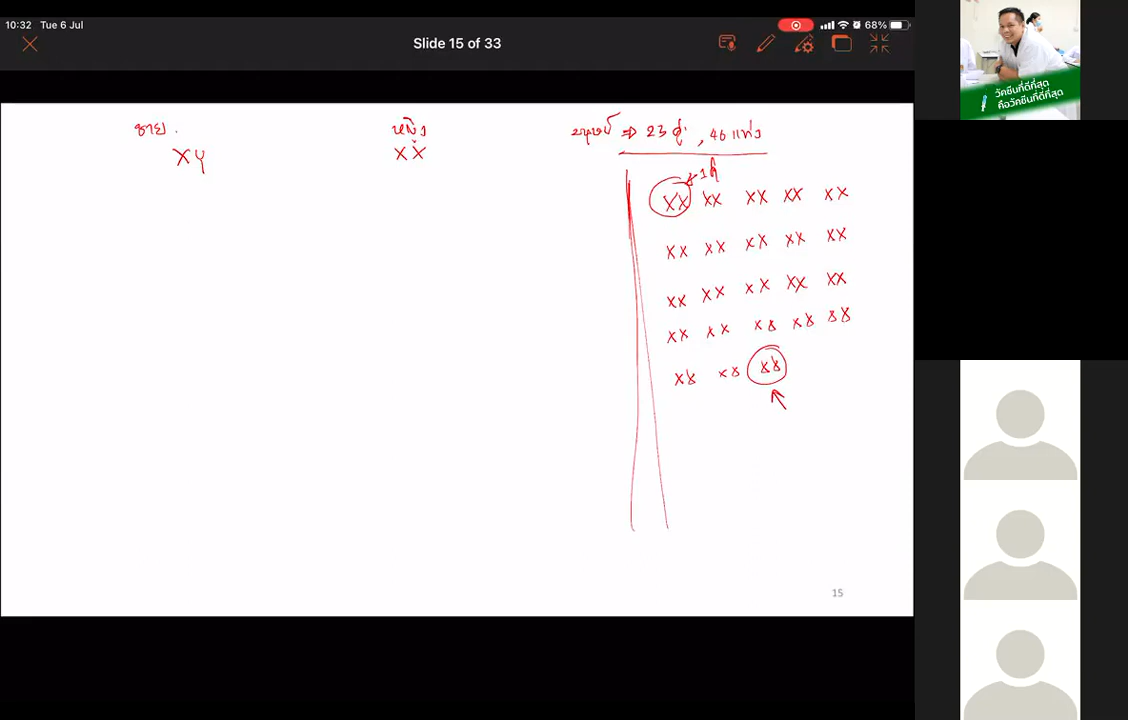 10:32 Tue 6 Jul
68%
Slide 15 of 33
วัคซีนที่ดีที่สุด
คือวัคซีนที่ดีที่สุด
ชาย หญิง มนุษย์ ⇒ 23 คู่, 46 แท่ง
XY XX
1 คู่
XX XX XX XX XX
XX XX XX XX XX
XX XX XX XX XX
XX XX XX XX XX
XX XX XX
15